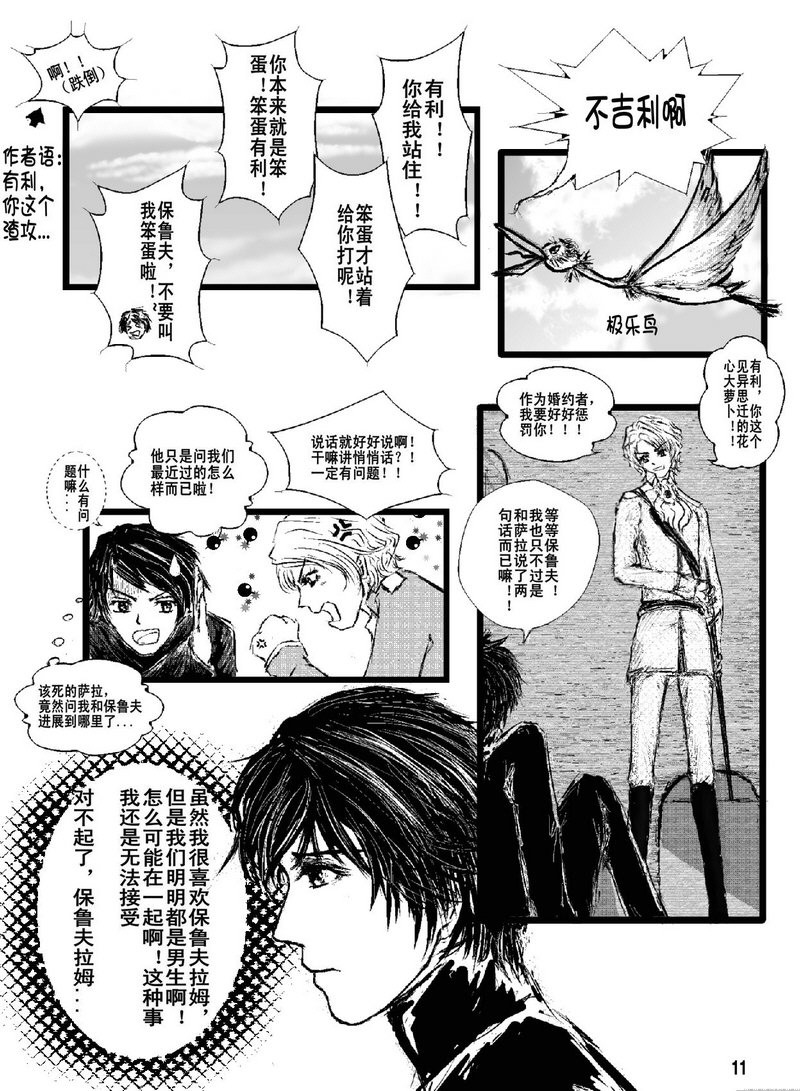 不吉利啊
极乐鸟
有利！！
你给我站
住！！
笨蛋才站着
给你打呢！
你本来就是笨
蛋！笨蛋有利！
保鲁夫，不要叫
我笨蛋啦！！
啊！！
（跌倒）
作者语：
有利，
你这个
渣攻...
有利，你这个
见异思迁的花
心大萝卜！！
作为婚约者，
我要好好惩
罚你！！！
等等保鲁夫！
我也只不过是
和萨拉说了两
句话而已嘛！！
说话就好好说啊！
干嘛讲悄悄话？！
一定有问题！！
他只是问我们
最近过的怎么
样而已啦！
什么有问
题嘛...
该死的萨拉，
竟然问我和保鲁夫
进展到哪里了...
虽然我很喜欢保鲁夫拉姆，
但是我们明明都是男生啊！
怎么可能在一起啊！这种事
我还是无法接受
对不起了，保鲁夫拉姆...
11